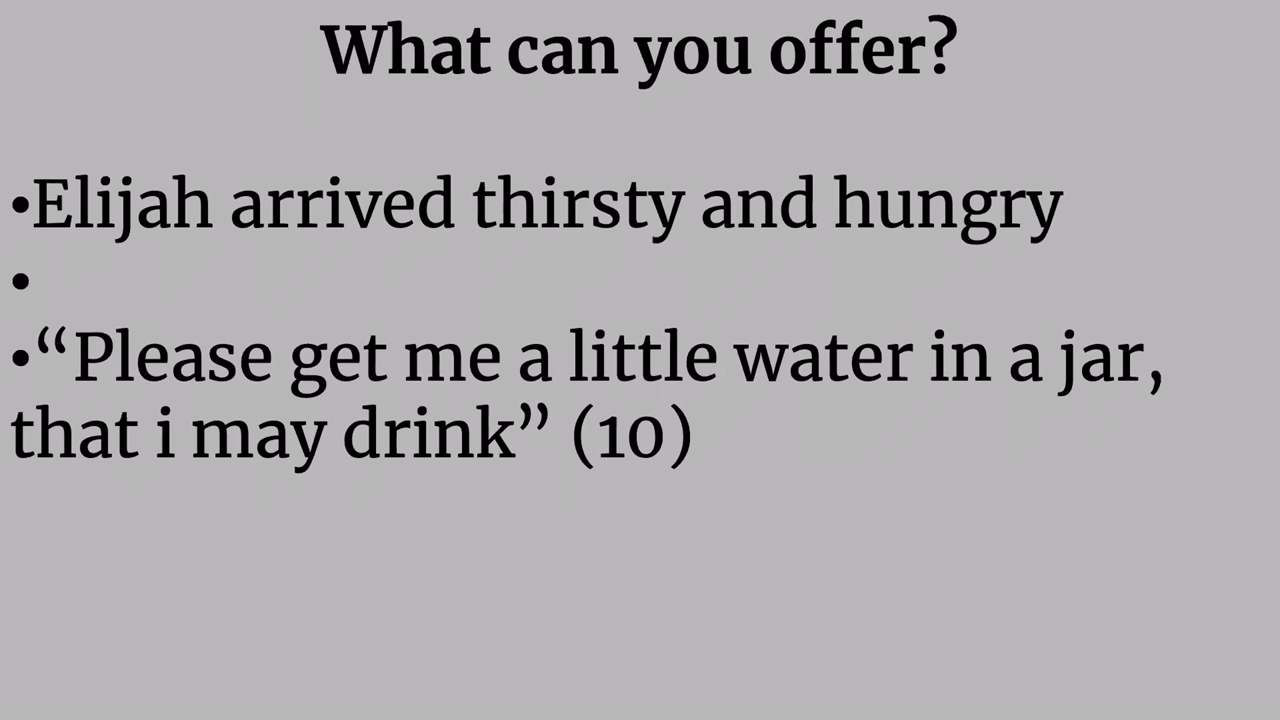 What can you offer?
•Elijah arrived thirsty and hungry
•
•“Please get me a little water in a jar,
that i may drink” (10)